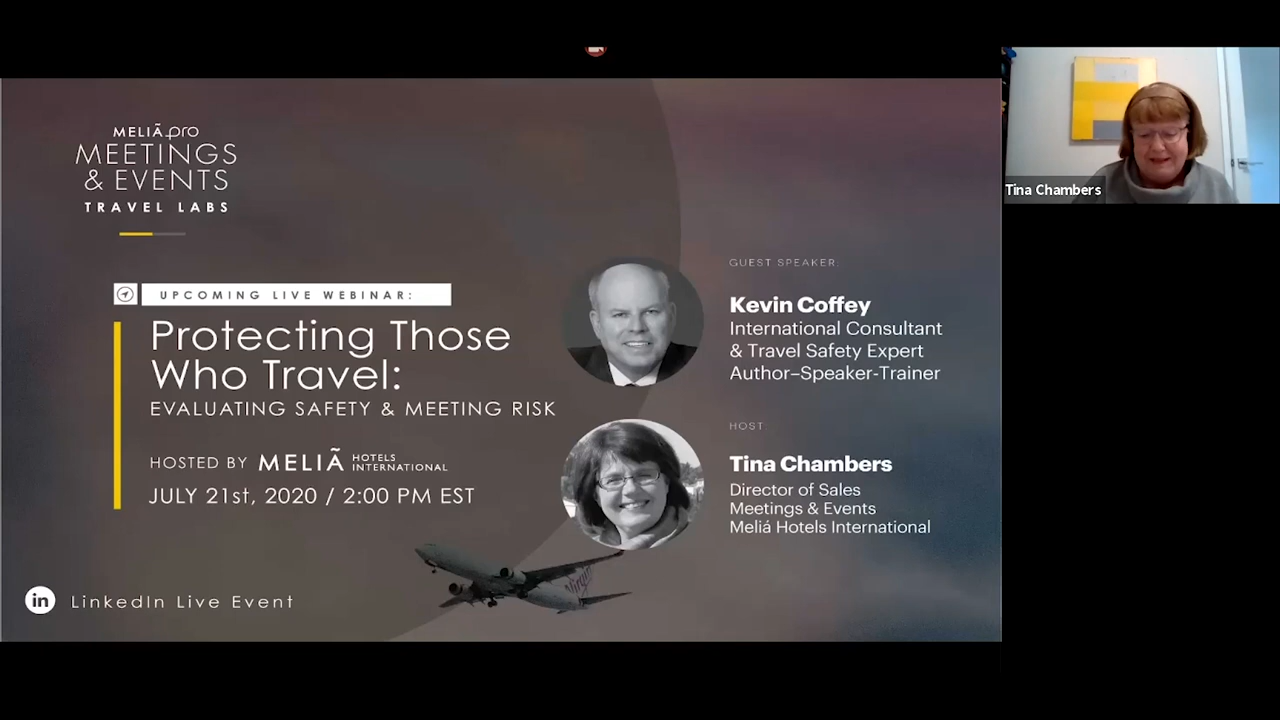 MELIÃ pro
MEETINGS
& EVENTS
TRAVEL LABS
UPCOMING LIVE WEBINAR:
Protecting Those
Who Travel:
EVALUATING SAFETY & MEETING RISK
HOSTED BY MELIÃ HOTELS INTERNATIONAL
JULY 21st, 2020 / 2:00 PM EST
in LinkedIn Live Event
GUEST SPEAKER:
Kevin Coffey
International Consultant
& Travel Safety Expert
Author–Speaker-Trainer
HOST:
Tina Chambers
Director of Sales
Meetings & Events
Meliá Hotels International
Virgin
Tina Chambers